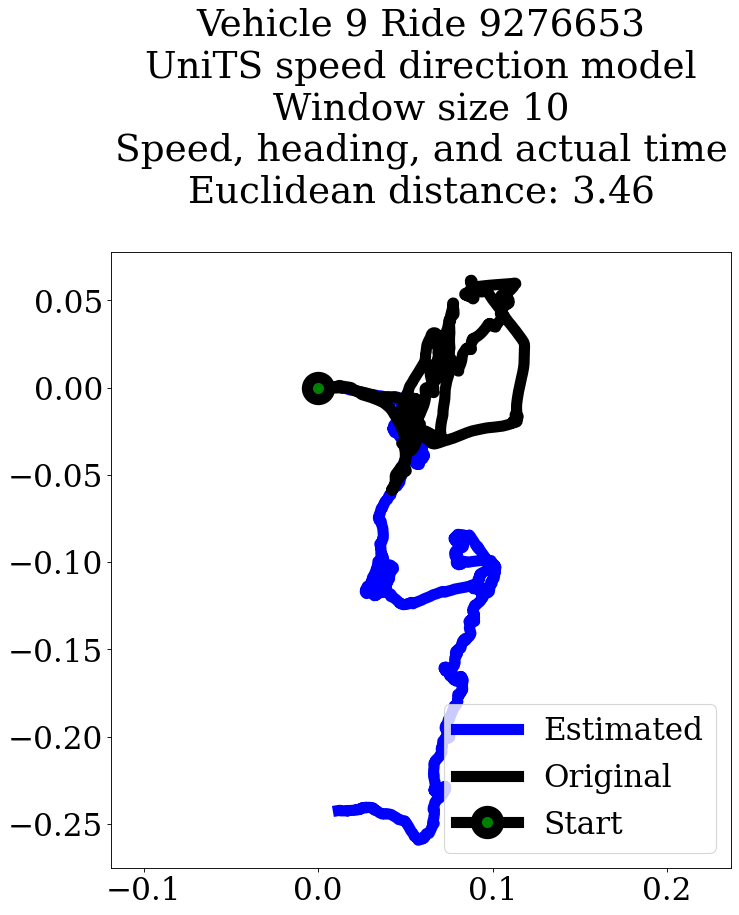 Vehicle 9 Ride 9276653
UniTS speed direction model
Window size 10
Speed, heading, and actual time
Euclidean distance: 3.46
0.05
0.00
−0.05
−0.10
−0.15
−0.20
−0.25
Estimated
Original
Start
−0.1
0.0
0.1
0.2